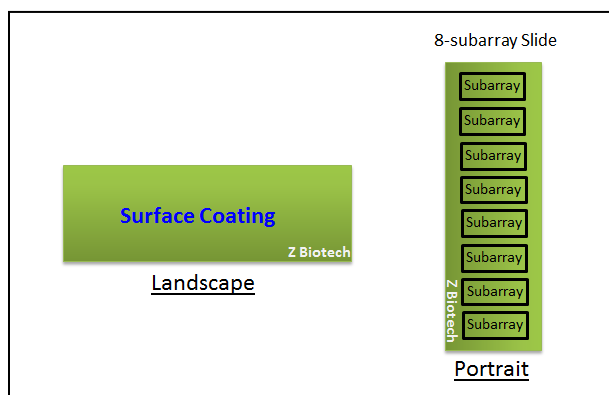 8-subarray Slide
Subarray
Subarray
Subarray
Subarray
Subarray
Subarray
Subarray
Subarray
Z Biotech
Portrait
Surface Coating
Z Biotech
Landscape